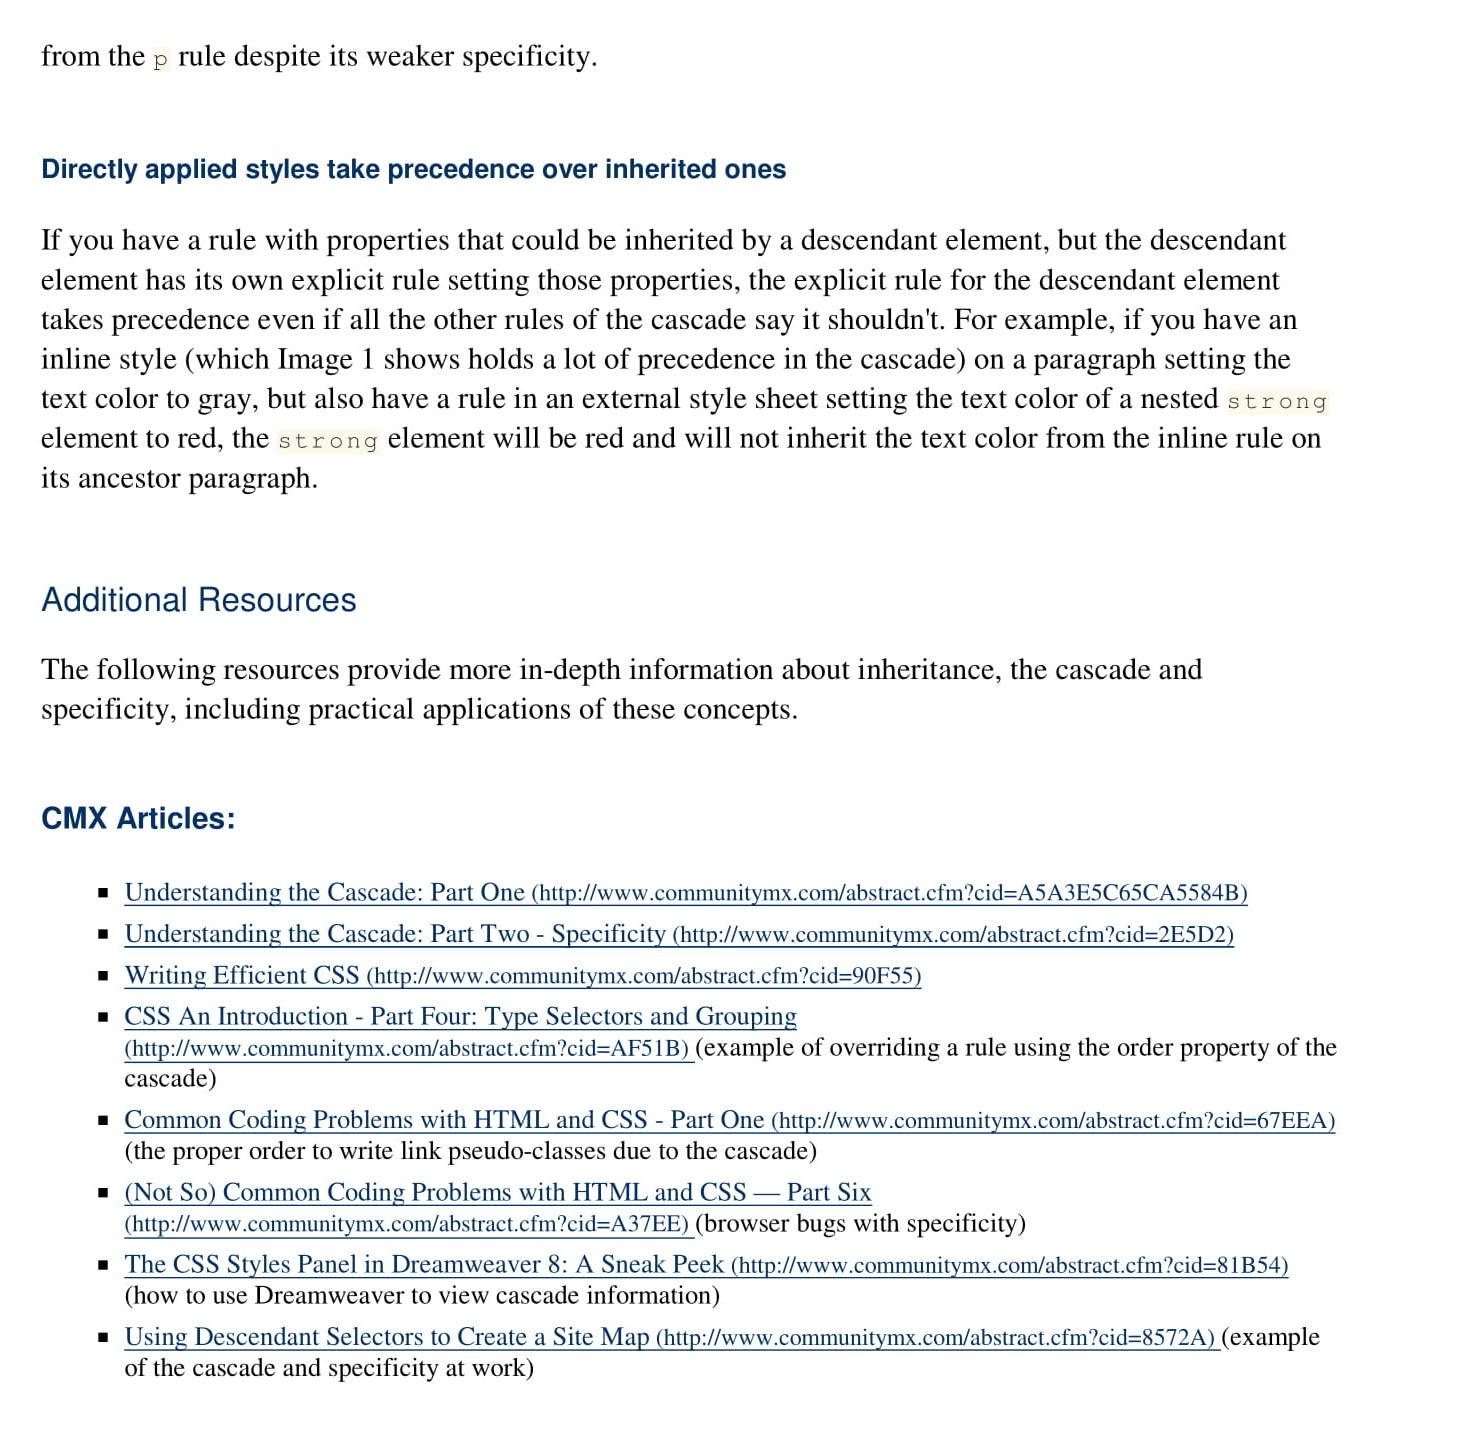 from the p rule despite its weaker specificity.
Directly applied styles take precedence over inherited ones
If you have a rule with properties that could be inherited by a descendant element, but the descendant
element has its own explicit rule setting those properties, the explicit rule for the descendant element
takes precedence even if all the other rules of the cascade say it shouldn't. For example, if you have an
inline style (which Image 1 shows holds a lot of precedence in the cascade) on a paragraph setting the
text color to gray, but also have a rule in an external style sheet setting the text color of a nested strong
element to red, the strong element will be red and will not inherit the text color from the inline rule on
its ancestor paragraph.
Additional Resources
The following resources provide more in-depth information about inheritance, the cascade and
specificity, including practical applications of these concepts.
CMX Articles:
▪ Understanding the Cascade: Part One (http://www.communitymx.com/abstract.cfm?cid=A5A3E5C65CA5584B)
▪ Understanding the Cascade: Part Two - Specificity (http://www.communitymx.com/abstract.cfm?cid=2E5D2)
▪ Writing Efficient CSS (http://www.communitymx.com/abstract.cfm?cid=90F55)
▪ CSS An Introduction - Part Four: Type Selectors and Grouping
(http://www.communitymx.com/abstract.cfm?cid=AF51B) (example of overriding a rule using the order property of the
cascade)
▪ Common Coding Problems with HTML and CSS - Part One (http://www.communitymx.com/abstract.cfm?cid=67EEA)
(the proper order to write link pseudo-classes due to the cascade)
▪ (Not So) Common Coding Problems with HTML and CSS — Part Six
(http://www.communitymx.com/abstract.cfm?cid=A37EE) (browser bugs with specificity)
▪ The CSS Styles Panel in Dreamweaver 8: A Sneak Peek (http://www.communitymx.com/abstract.cfm?cid=81B54)
(how to use Dreamweaver to view cascade information)
▪ Using Descendant Selectors to Create a Site Map (http://www.communitymx.com/abstract.cfm?cid=8572A) (example
of the cascade and specificity at work)